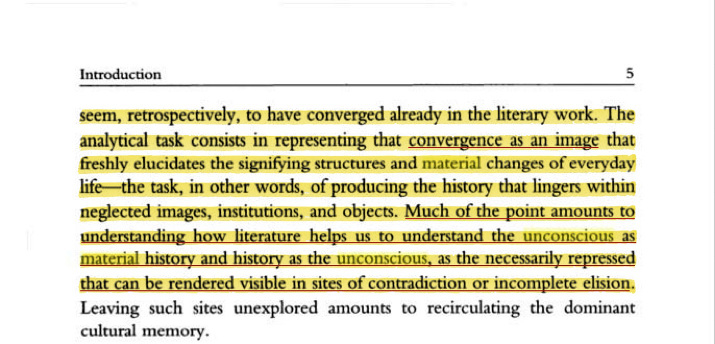 Introduction 5
seem, retrospectively, to have converged already in the literary work. The
analytical task consists in representing that convergence as an image that
freshly elucidates the signifying structures and material changes of everyday
life—the task, in other words, of producing the history that lingers within
neglected images, institutions, and objects. Much of the point amounts to
understanding how literature helps us to understand the unconscious as
material history and history as the unconscious, as the necessarily repressed
that can be rendered visible in sites of contradiction or incomplete elision.
Leaving such sites unexplored amounts to recirculating the dominant
cultural memory.